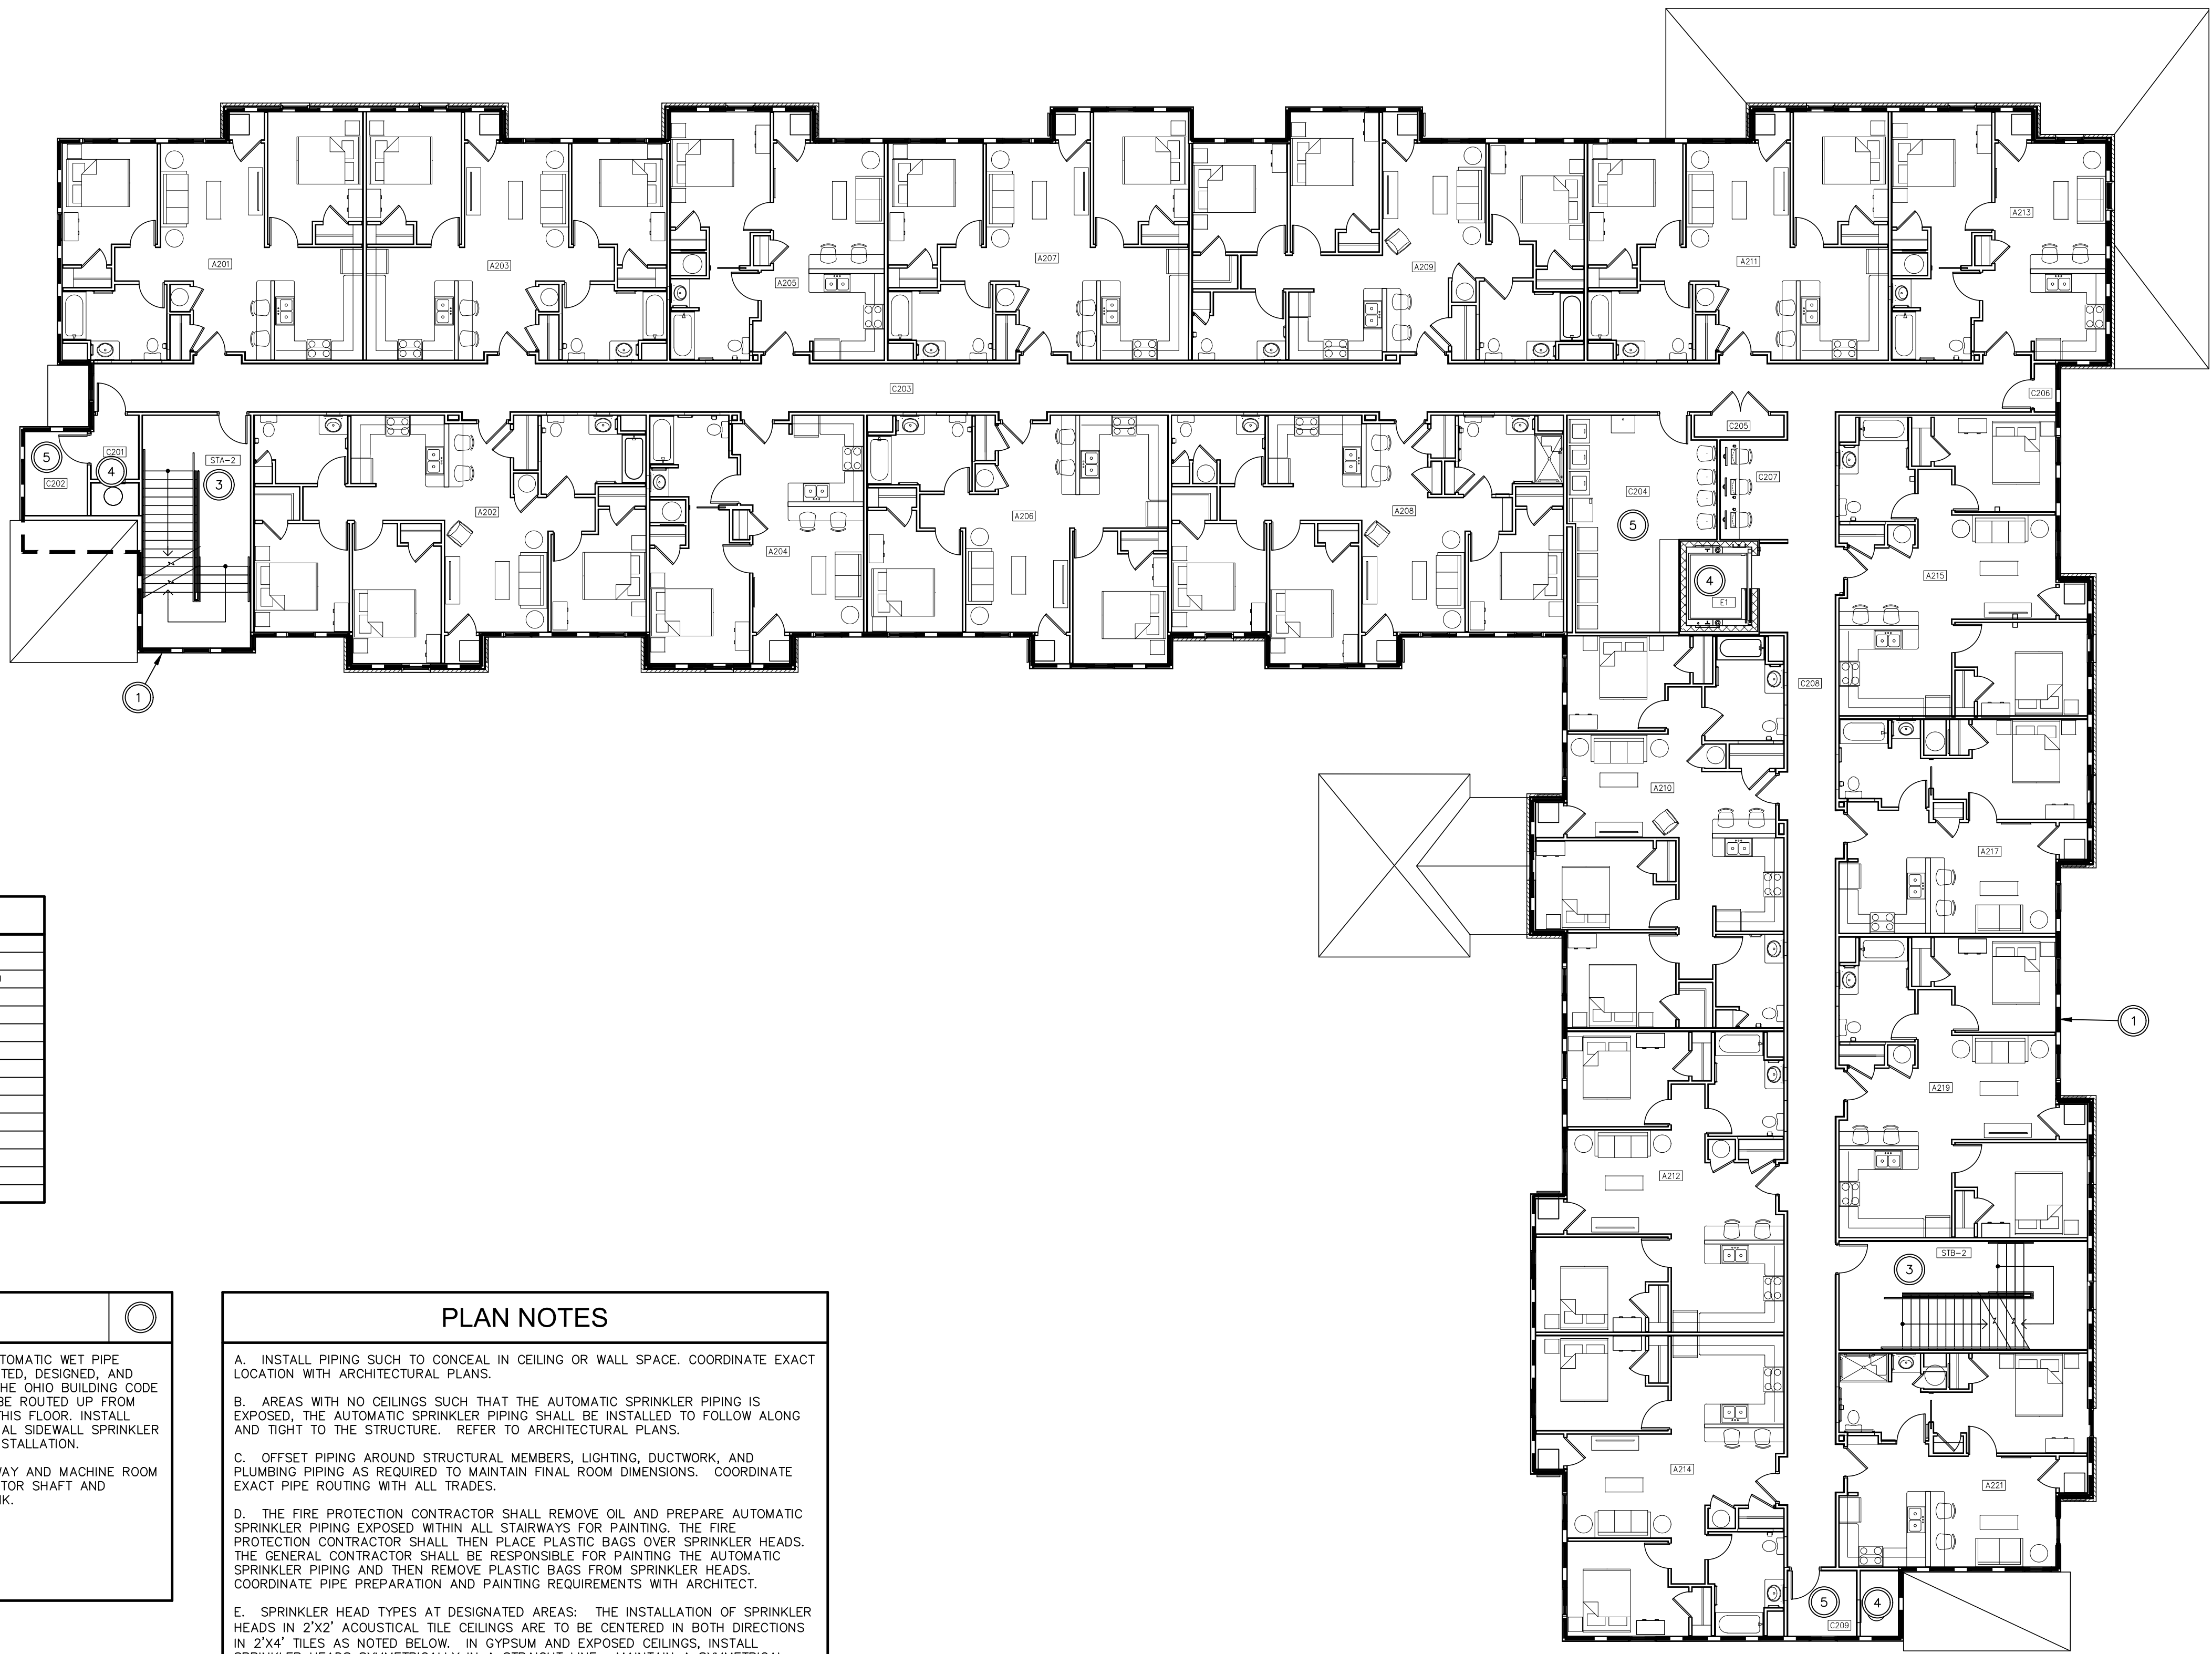 A201
A203
A205
A207
A209
A211
A213
C203
C206
5
C202
C201
4
STA-2
3
A202
A204
A206
A208
C204
5
C205
C207
4
E1
A215
1
C208
A210
A217
1
A219
A212
STB-2
3
A214
A221
5
C209
4
TOMATIC WET PIPE
TED, DESIGNED, AND
HE OHIO BUILDING CODE
BE ROUTED UP FROM
THIS FLOOR. INSTALL
AL SIDEWALL SPRINKLER
STALLATION.
WAY AND MACHINE ROOM
TOR SHAFT AND
NK.
PLAN NOTES
A. INSTALL PIPING SUCH TO CONCEAL IN CEILING OR WALL SPACE. COORDINATE EXACT
LOCATION WITH ARCHITECTURAL PLANS.
B. AREAS WITH NO CEILINGS SUCH THAT THE AUTOMATIC SPRINKLER PIPING IS
EXPOSED, THE AUTOMATIC SPRINKLER PIPING SHALL BE INSTALLED TO FOLLOW ALONG
AND TIGHT TO THE STRUCTURE. REFER TO ARCHITECTURAL PLANS.
C. OFFSET PIPING AROUND STRUCTURAL MEMBERS, LIGHTING, DUCTWORK, AND
PLUMBING PIPING AS REQUIRED TO MAINTAIN FINAL ROOM DIMENSIONS. COORDINATE
EXACT PIPE ROUTING WITH ALL TRADES.
D. THE FIRE PROTECTION CONTRACTOR SHALL REMOVE OIL AND PREPARE AUTOMATIC
SPRINKLER PIPING EXPOSED WITHIN ALL STAIRWAYS FOR PAINTING. THE FIRE
PROTECTION CONTRACTOR SHALL THEN PLACE PLASTIC BAGS OVER SPRINKLER HEADS.
THE GENERAL CONTRACTOR SHALL BE RESPONSIBLE FOR PAINTING THE AUTOMATIC
SPRINKLER PIPING AND THEN REMOVE PLASTIC BAGS FROM SPRINKLER HEADS.
COORDINATE PIPE PREPARATION AND PAINTING REQUIREMENTS WITH ARCHITECT.
E. SPRINKLER HEAD TYPES AT DESIGNATED AREAS: THE INSTALLATION OF SPRINKLER
HEADS IN 2'X2' ACOUSTICAL TILE CEILINGS ARE TO BE CENTERED IN BOTH DIRECTIONS
IN 2'X4' TILES AS NOTED BELOW. IN GYPSUM AND EXPOSED CEILINGS, INSTALL
SPRINKLER HEADS SYMMETRICALLY IN A STRAIGHT LINE. MAINTAIN A SYMMETRICAL